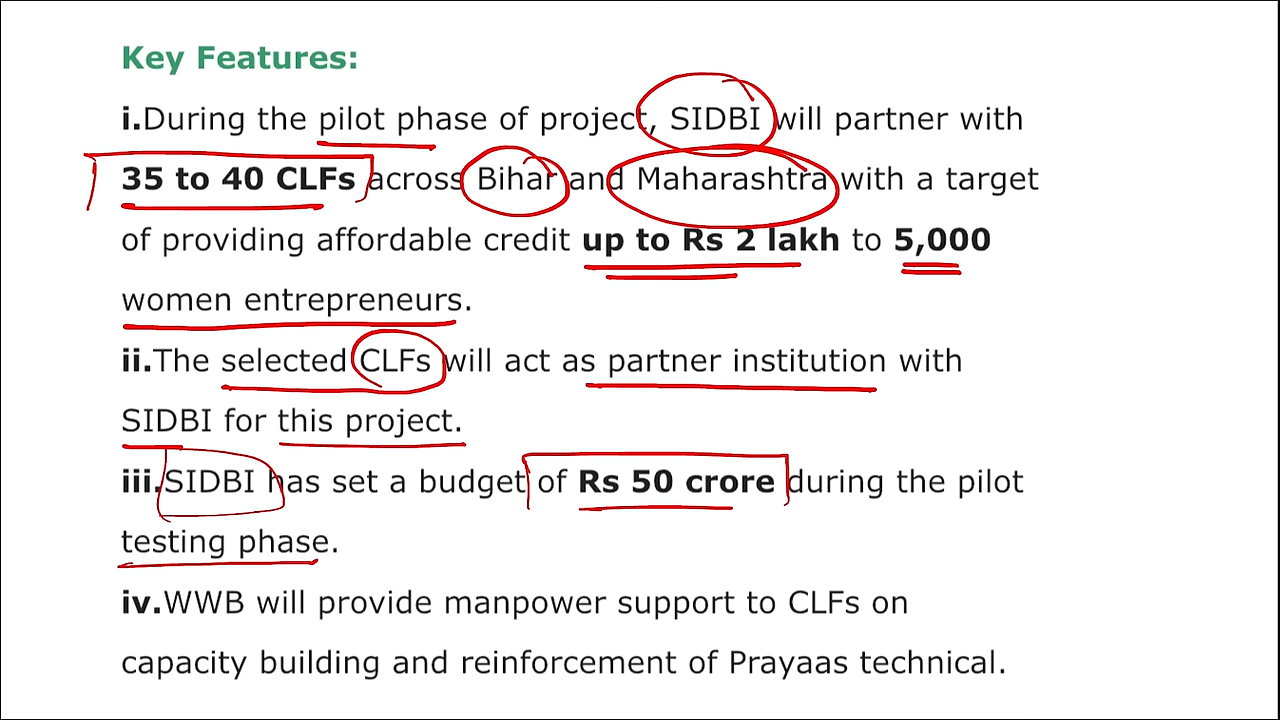 Key Features:
i.During the pilot phase of project, SIDBI will partner with
35 to 40 CLFs across Bihar and Maharashtra with a target
of providing affordable credit up to Rs 2 lakh to 5,000
women entrepreneurs.
ii.The selected CLFs will act as partner institution with
SIDBI for this project.
iii.SIDBI has set a budget of Rs 50 crore during the pilot
testing phase.
iv.WWB will provide manpower support to CLFs on
capacity building and reinforcement of Prayaas technical.